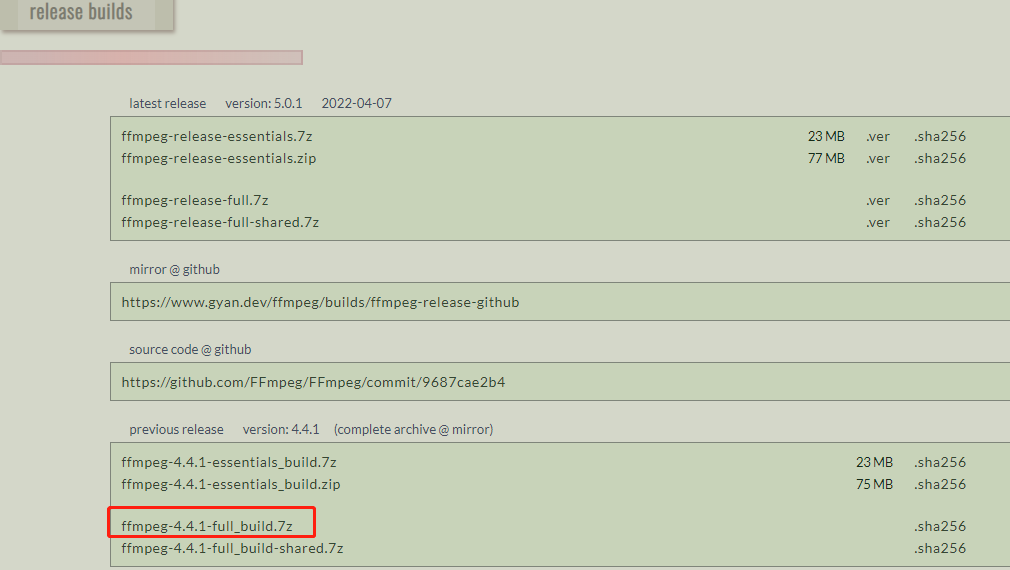 release builds
latest release version: 5.0.1 2022-04-07
ffmpeg-release-essentials.7z 23 MB .ver .sha256
ffmpeg-release-essentials.zip 77 MB .ver .sha256
ffmpeg-release-full.7z .ver .sha256
ffmpeg-release-full-shared.7z .ver .sha256
mirror @ github
https://www.gyan.dev/ffmpeg/builds/ffmpeg-release-github
source code @ github
https://github.com/FFmpeg/FFmpeg/commit/9687cae2b4
previous release version: 4.4.1 (complete archive @ mirror)
ffmpeg-4.4.1-essentials_build.7z 23 MB .sha256
ffmpeg-4.4.1-essentials_build.zip 75 MB .sha256
ffmpeg-4.4.1-full_build.7z .sha256
ffmpeg-4.4.1-full_build-shared.7z .sha256